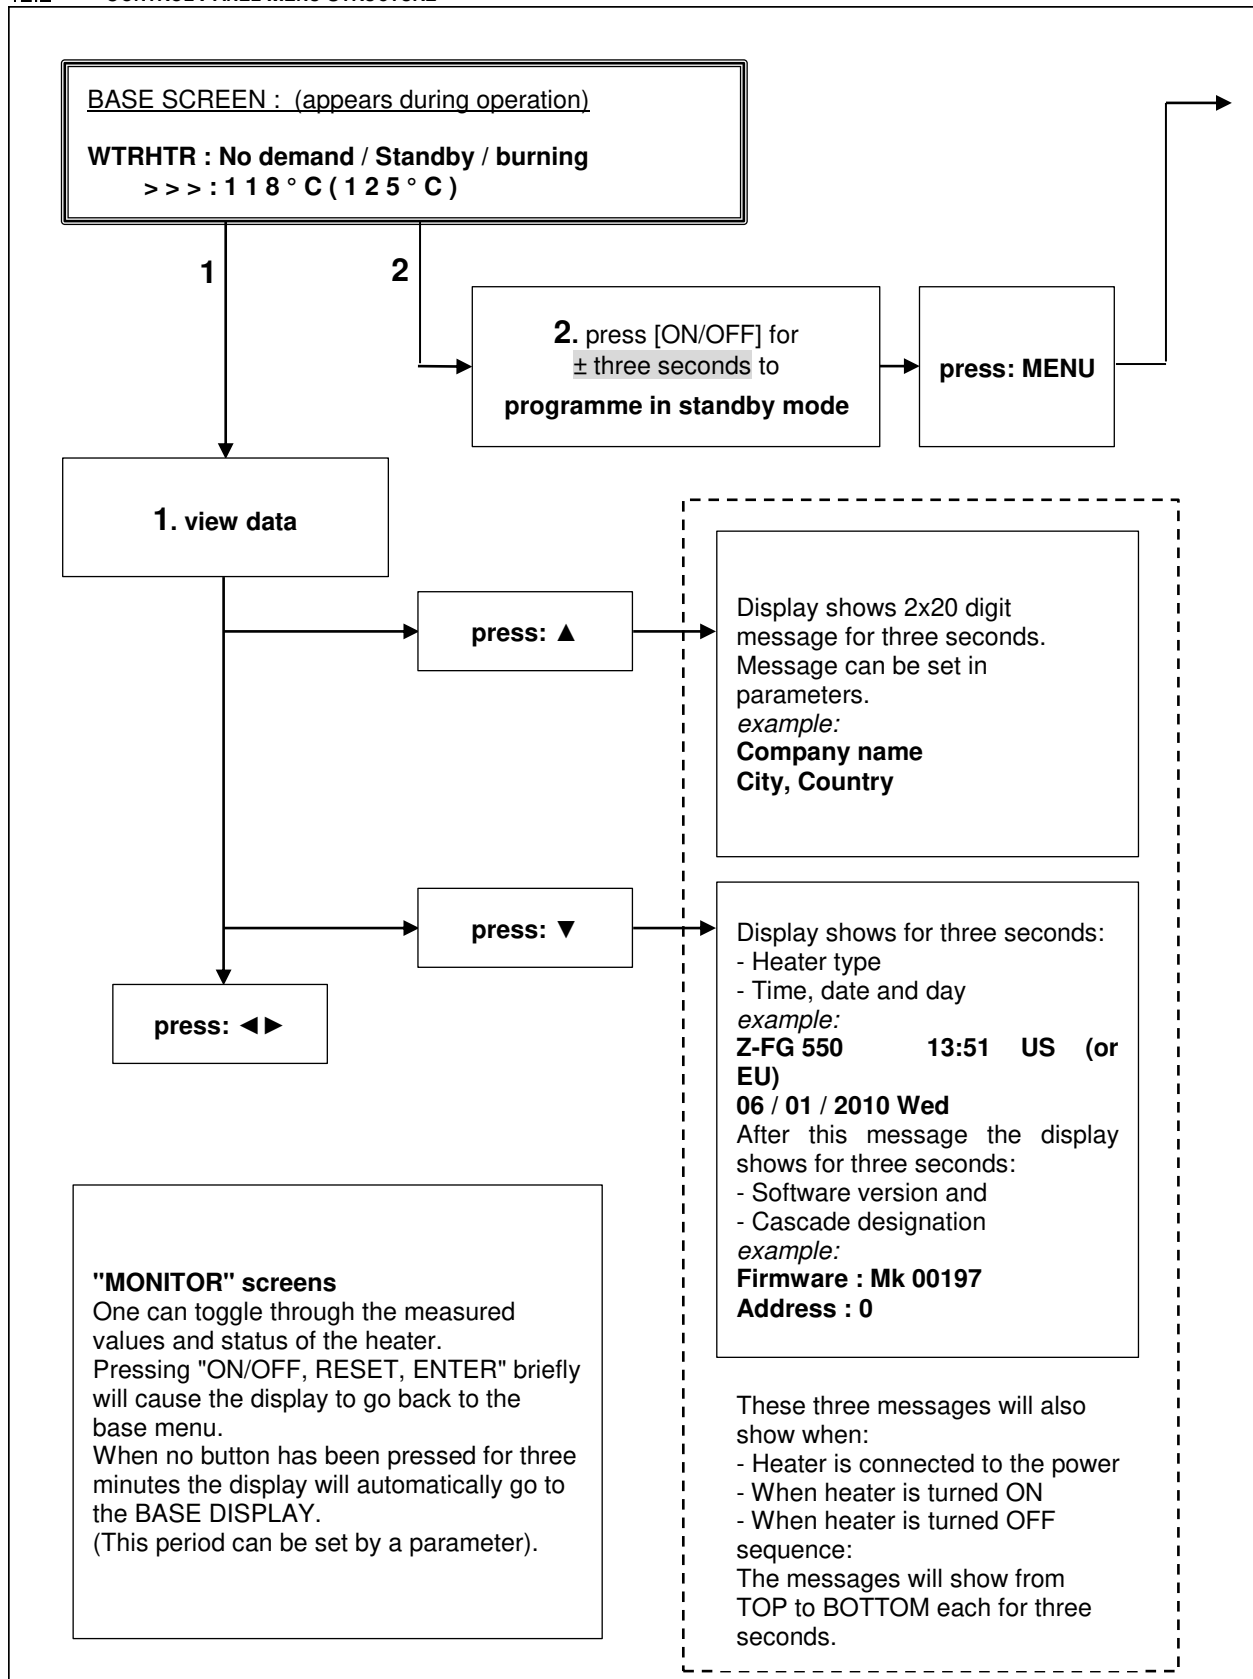 BASE SCREEN : (appears during operation)
WTRHTR : No demand / Standby / burning
> > > : 1 1 8 ° C ( 1 2 5 ° C )
1
2
2. press [ON/OFF] for
± three seconds to
programme in standby mode
press: MENU
1. view data
press: ▲
Display shows 2x20 digit
message for three seconds.
Message can be set in
parameters.
example:
Company name
City, Country
press: ▼
Display shows for three seconds:
- Heater type
- Time, date and day
example:
Z-FG 550 13:51 US (or
EU)
06 / 01 / 2010 Wed
After this message the display
shows for three seconds:
- Software version and
- Cascade designation
example:
Firmware : Mk 00197
Address : 0
press: ◄►
"MONITOR" screens
One can toggle through the measured
values and status of the heater.
Pressing "ON/OFF, RESET, ENTER" briefly
will cause the display to go back to the
base menu.
When no button has been pressed for three
minutes the display will automatically go to
the BASE DISPLAY.
(This period can be set by a parameter).
These three messages will also
show when:
- Heater is connected to the power
- When heater is turned ON
- When heater is turned OFF
sequence:
The messages will show from
TOP to BOTTOM each for three
seconds.